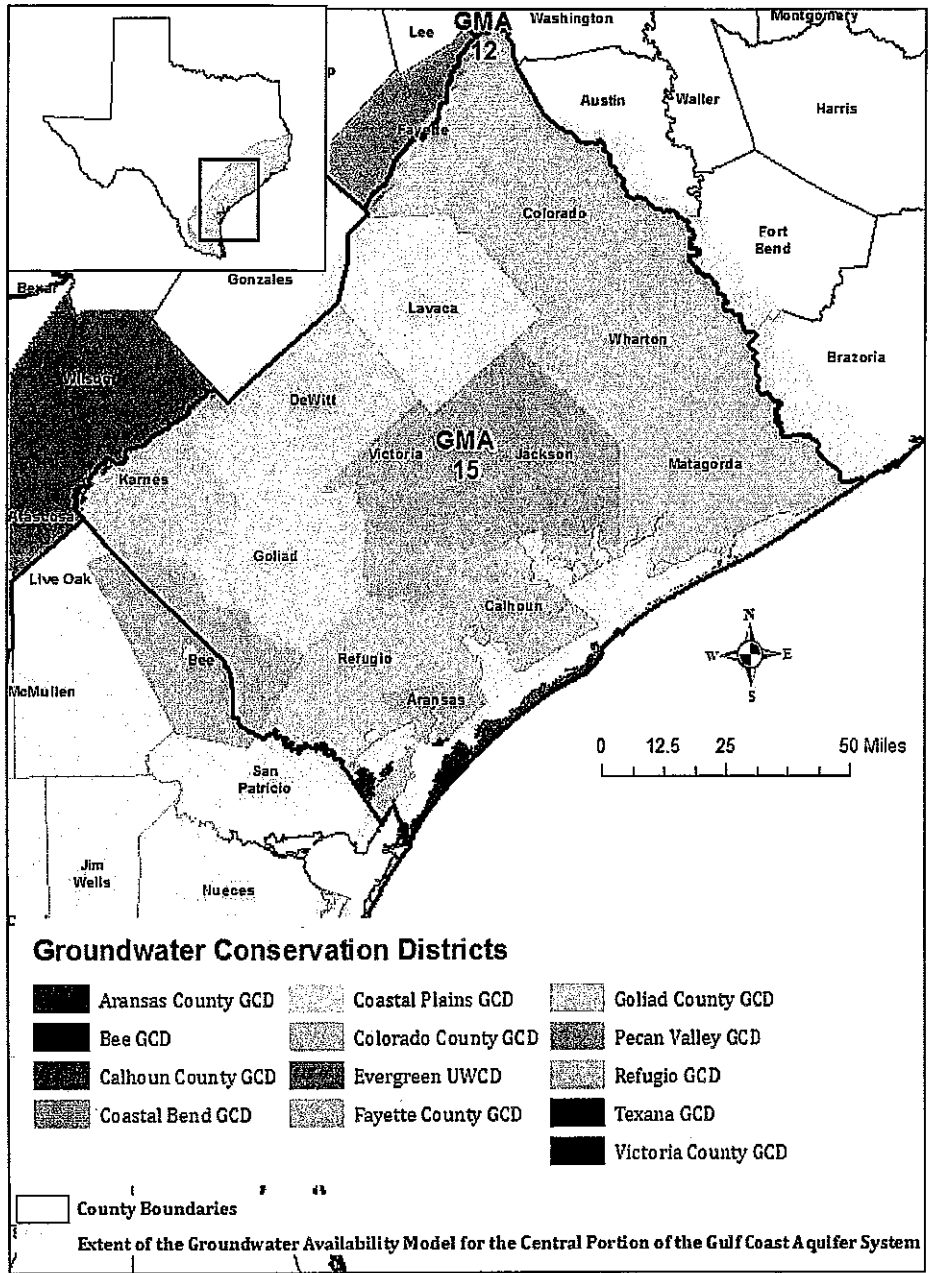 GMA
12
Lee
Washington
Montgomery
Fayette
Austin
Waller
Harris
Colorado
Fort
Bend
Gonzales
Bexar
Lavaca
Wharton
Brazoria
Wilson
DeWitt
GMA
15
Victoria
Jackson
Matagorda
Karnes
Atascosa
Goliad
Live Oak
Calhoun
Bee
Refugio
McMullen
Aransas
N
W
E
S
0 12.5 25 50 Miles
San
Patricio
Jim
Wells
Nueces
Groundwater Conservation Districts
Aransas County GCD
Bee GCD
Calhoun County GCD
Coastal Bend GCD
Coastal Plains GCD
Colorado County GCD
Evergreen UWCD
Fayette County GCD
Goliad County GCD
Pecan Valley GCD
Refugio GCD
Texana GCD
Victoria County GCD
County Boundaries
Extent of the Groundwater Availability Model for the Central Portion of the Gulf Coast Aquifer System